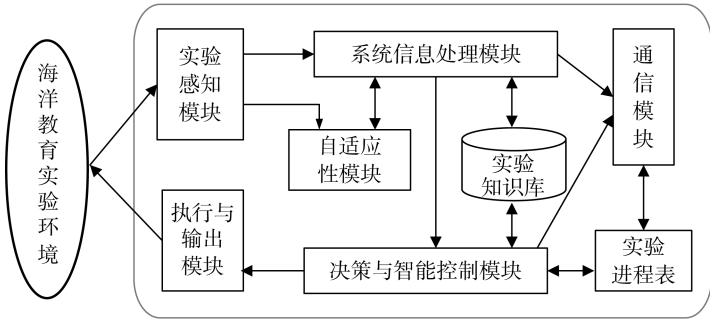 海
洋
教
育
实
验
环
境
实验
感知
模块
系统信息处理模块
通
信
模
块
自适应
性模块
实验
知识库
执行与
输出
模块
决策与智能控制模块
实验
进程表